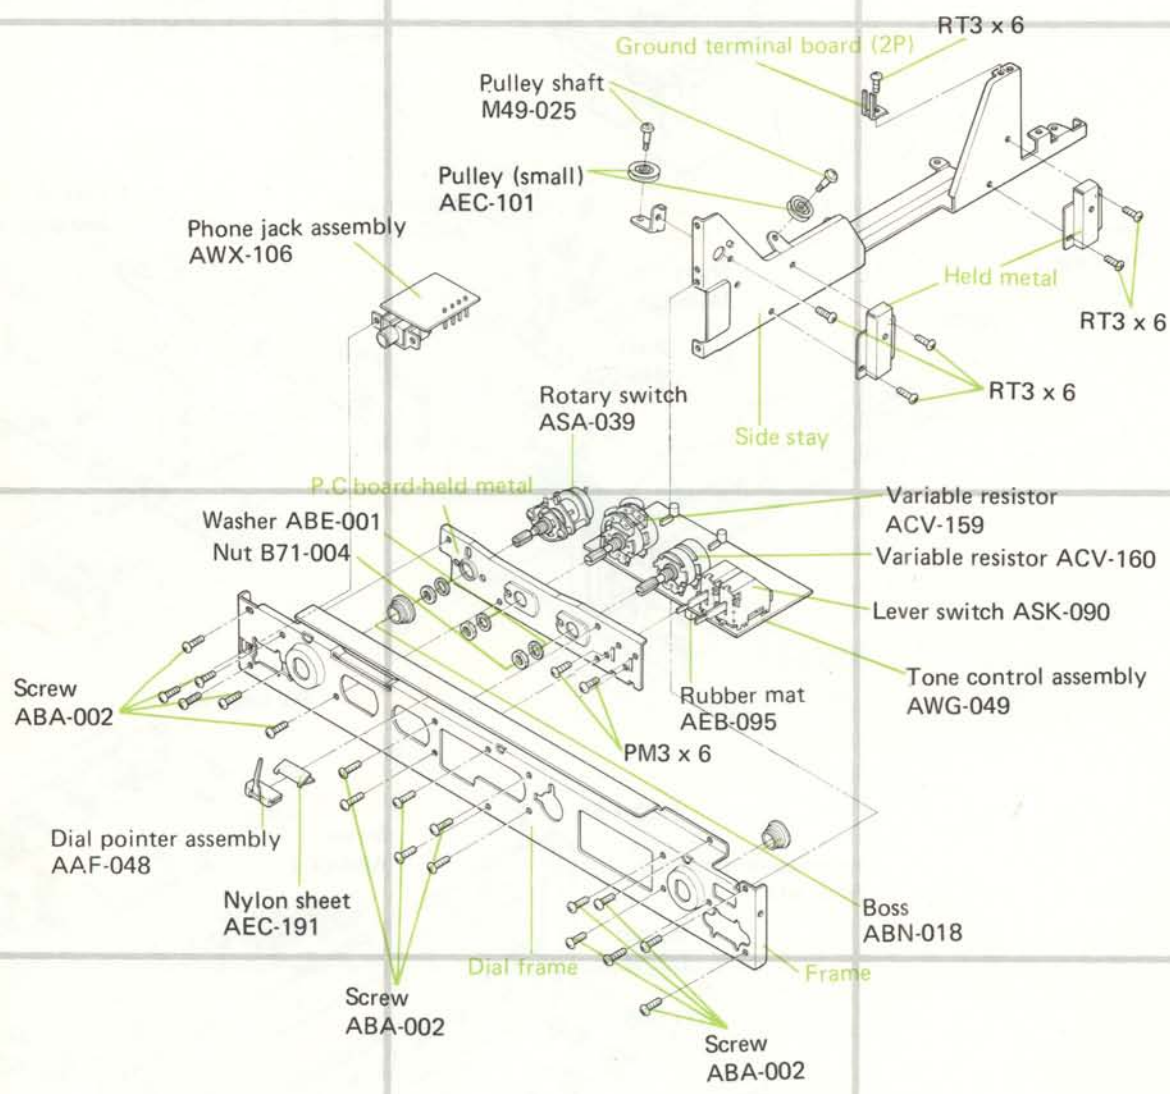 RT3 x 6
Ground terminal board (2P)
Pulley shaft
M49-025
Pulley (small)
AEC-101
Phone jack assembly
AWX-106
Held metal
RT3 x 6
RT3 x 6
Rotary switch
ASA-039
Side stay
P.C board-held metal
Variable resistor
ACV-159
Washer ABE-001
Nut B71-004
Variable resistor ACV-160
Lever switch ASK-090
Tone control assembly
AWG-049
Rubber mat
AEB-095
Screw
ABA-002
PM3 x 6
Dial pointer assembly
AAF-048
Nylon sheet
AEC-191
Boss
ABN-018
Dial frame
Frame
Screw
ABA-002
Screw
ABA-002